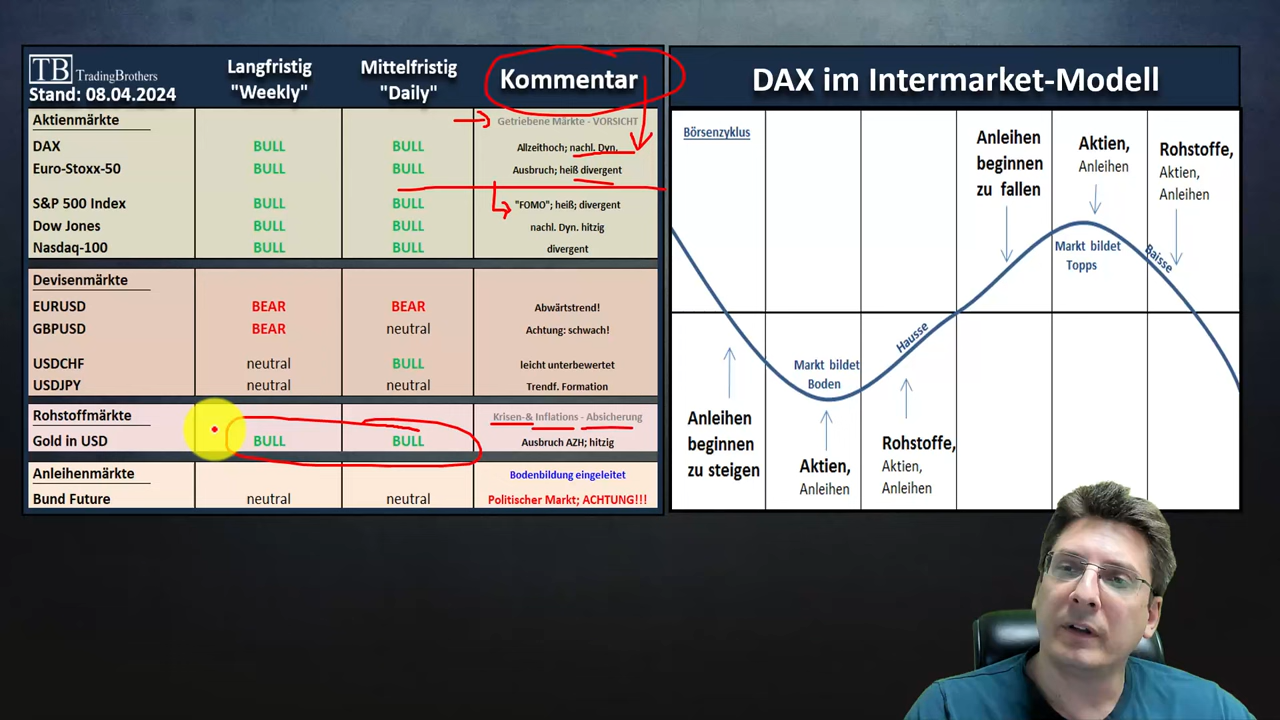 TB TradingBrothers
Stand: 08.04.2024
Langfristig
"Weekly"
Mittelfristig
"Daily"
Kommentar
Aktienmärkte
Getriebene Märkte - VORSICHT
DAX BULL BULL Allzeithoch; nachl. Dyn.
Euro-Stoxx-50 BULL BULL Ausbruch; heiß divergent
S&P 500 Index BULL BULL "FOMO"; heiß; divergent
Dow Jones BULL BULL nachl. Dyn. hitzig
Nasdaq-100 BULL BULL divergent
Devisenmärkte
EURUSD BEAR BEAR Abwärtstrend!
GBPUSD BEAR neutral Achtung: schwach!
USDCHF neutral BULL leicht unterbewertet
USDJPY neutral neutral Trendf. Formation
Rohstoffmärkte Krisen-& Inflations - Absicherung
Gold in USD BULL BULL Ausbruch AZH; hitzig
Anleihenmärkte Bodenbildung eingeleitet
Bund Future neutral neutral Politischer Markt; ACHTUNG!!!
DAX im Intermarket-Modell
Börsenzyklus
Anleihen
beginnen
zu fallen
Aktien,
Anleihen
Rohstoffe,
Aktien,
Anleihen
Markt bildet
Topps
Baisse
Hausse
Markt bildet
Boden
Anleihen
beginnen
zu steigen
Aktien,
Anleihen
Rohstoffe,
Aktien,
Anleihen